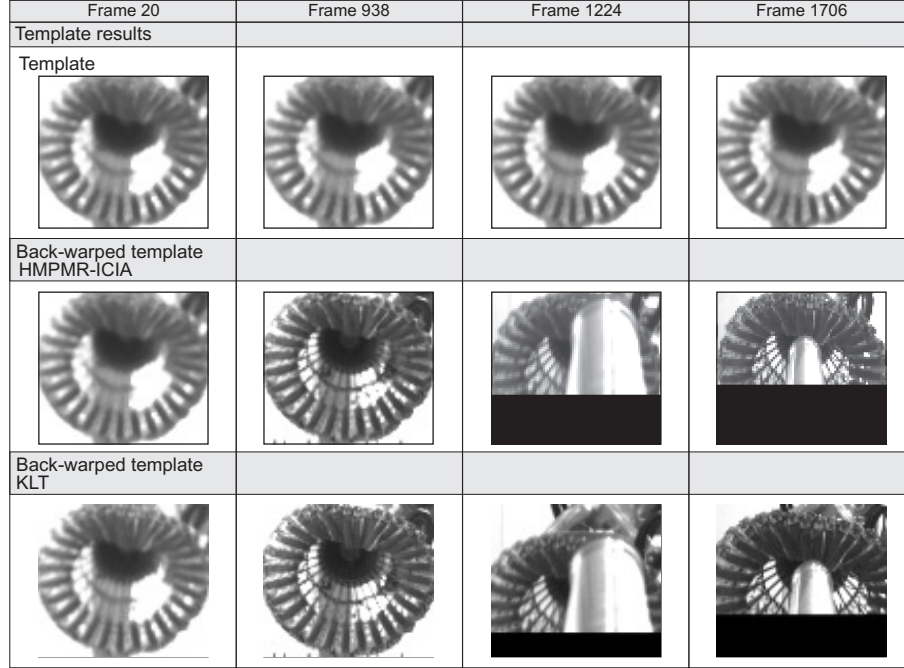 Frame 20 Frame 938 Frame 1224 Frame 1706
Template results
Template
Back-warped template
HMPMR-ICIA
Back-warped template
KLT